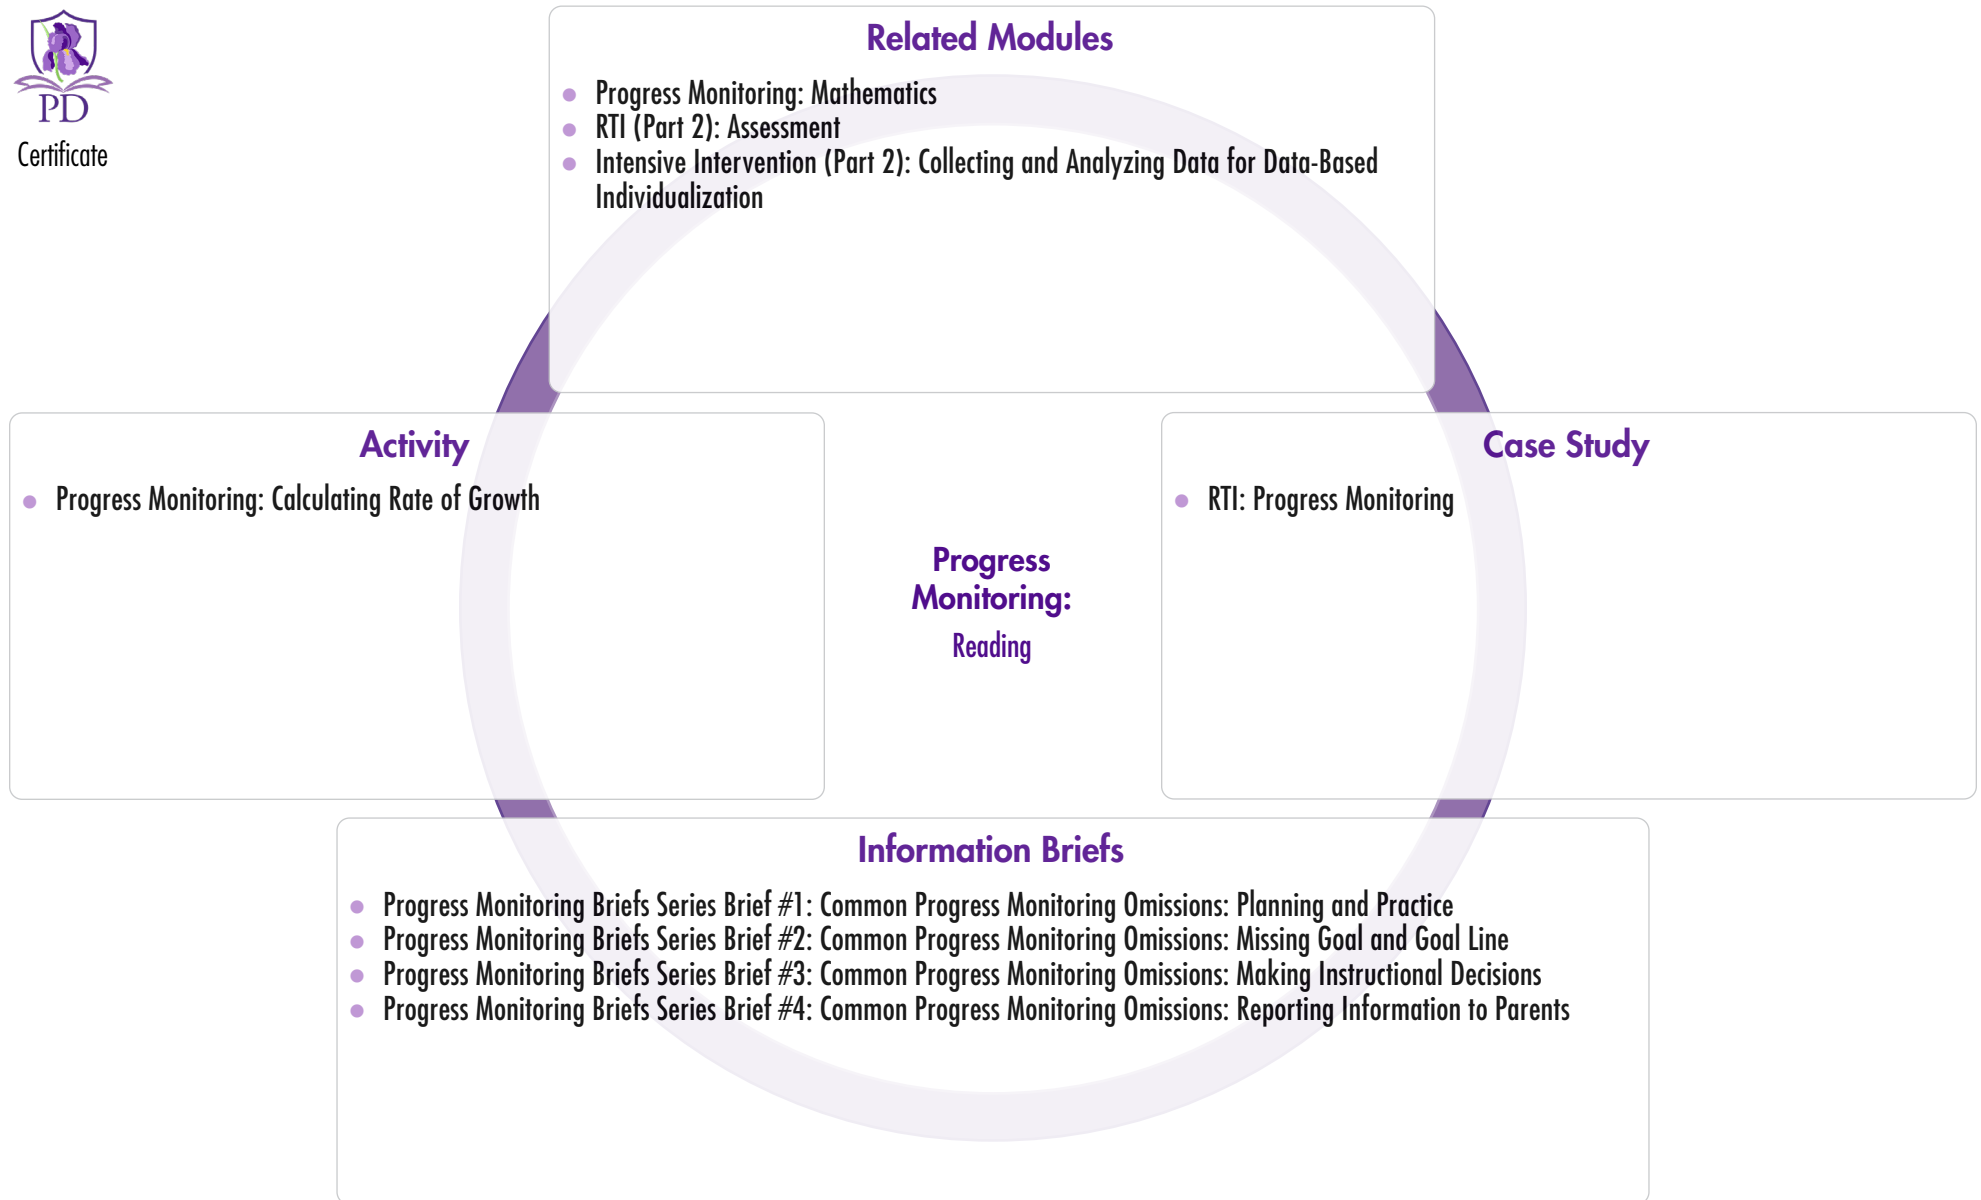 PD
Certificate
Related Modules
Progress Monitoring: Mathematics
RTI (Part 2): Assessment
Intensive Intervention (Part 2): Collecting and Analyzing Data for Data-Based
Individualization
Activity
Progress Monitoring: Calculating Rate of Growth
Progress
Monitoring:
Reading
Case Study
RTI: Progress Monitoring
Information Briefs
Progress Monitoring Briefs Series Brief #1: Common Progress Monitoring Omissions: Planning and Practice
Progress Monitoring Briefs Series Brief #2: Common Progress Monitoring Omissions: Missing Goal and Goal Line
Progress Monitoring Briefs Series Brief #3: Common Progress Monitoring Omissions: Making Instructional Decisions
Progress Monitoring Briefs Series Brief #4: Common Progress Monitoring Omissions: Reporting Information to Parents